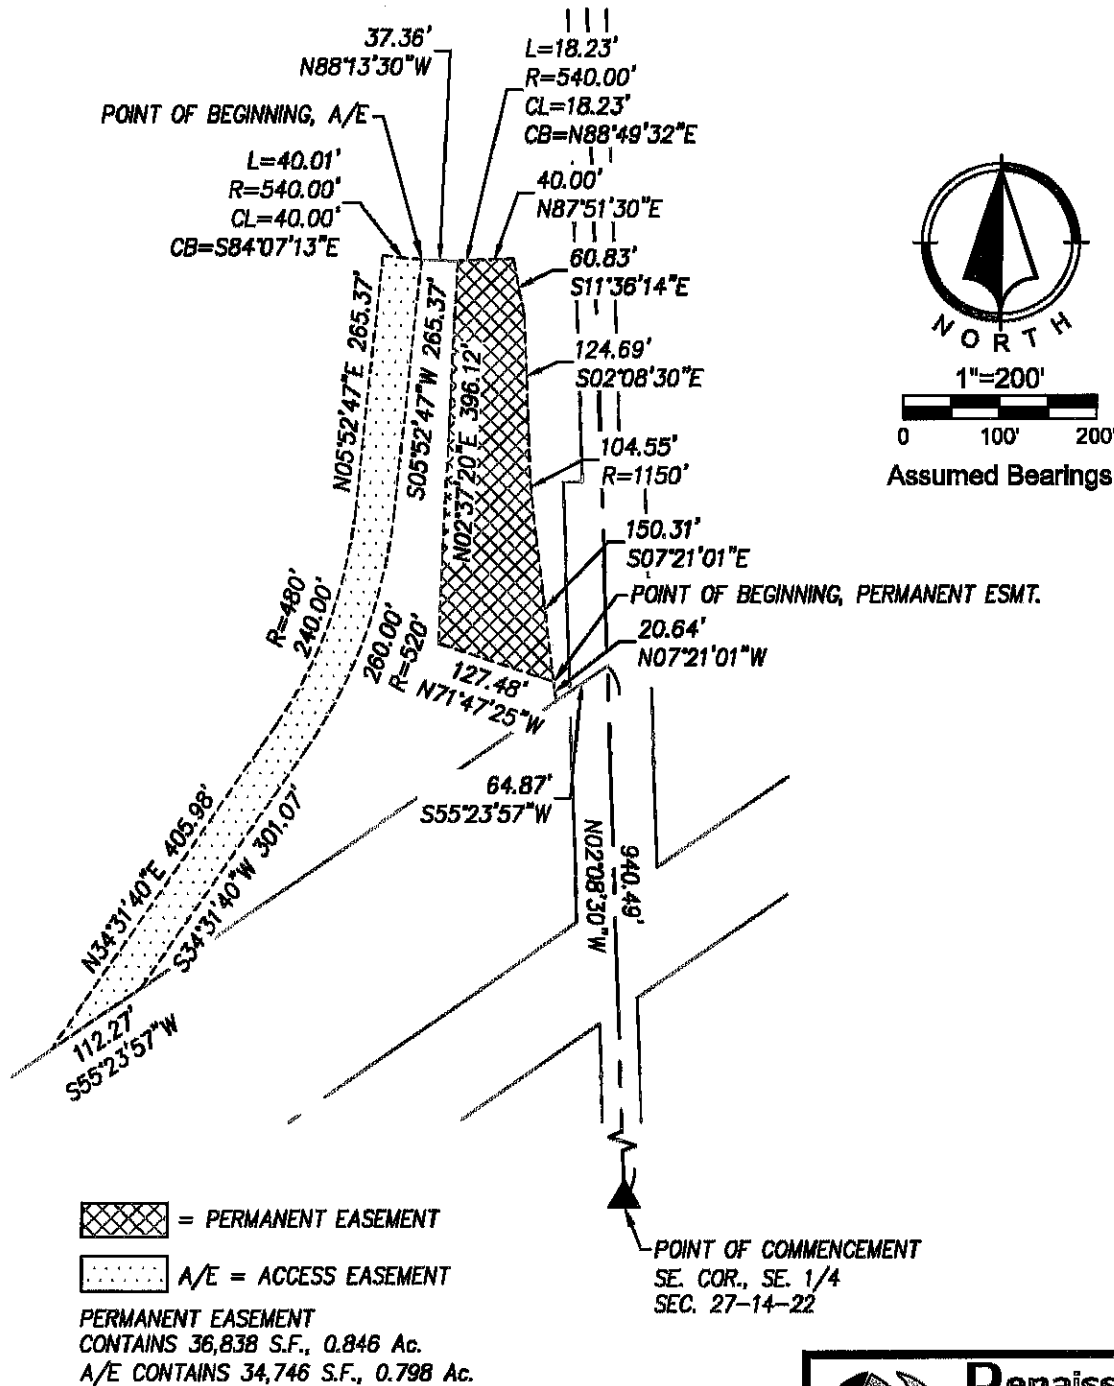 37.36'
N88°13'30"W
L=18.23'
R=540.00'
CL=18.23'
CB=N88°49'32"E
POINT OF BEGINNING, A/E
L=40.01'
R=540.00'
CL=40.00'
CB=S84°07'13"E
40.00'
N87°51'30"E
60.83'
S11°36'14"E
NORTH
1"=200'
0 100' 200'
Assumed Bearings
N05°52'47"E 265.37'
S05°52'47"W 265.37'
N02°37'20"E 396.12'
124.69'
S02°08'30"E
104.55'
R=1150'
150.31'
S07°21'01"E
POINT OF BEGINNING, PERMANENT ESMT.
20.64'
N07°21'01"W
R=480'
240.00'
260.00'
R=520'
127.48'
N71°47'25"W
64.87'
S55°23'57"W
N34°31'40"E 405.98'
S34°31'40"W 301.07'
940.49'
N02°08'30"W
112.27'
S55°23'57"W
= PERMANENT EASEMENT
A/E = ACCESS EASEMENT
PERMANENT EASEMENT
CONTAINS 36,838 S.F., 0.846 Ac.
A/E CONTAINS 34,746 S.F., 0.798 Ac.
POINT OF COMMENCEMENT
SE. COR., SE. 1/4
SEC. 27-14-22